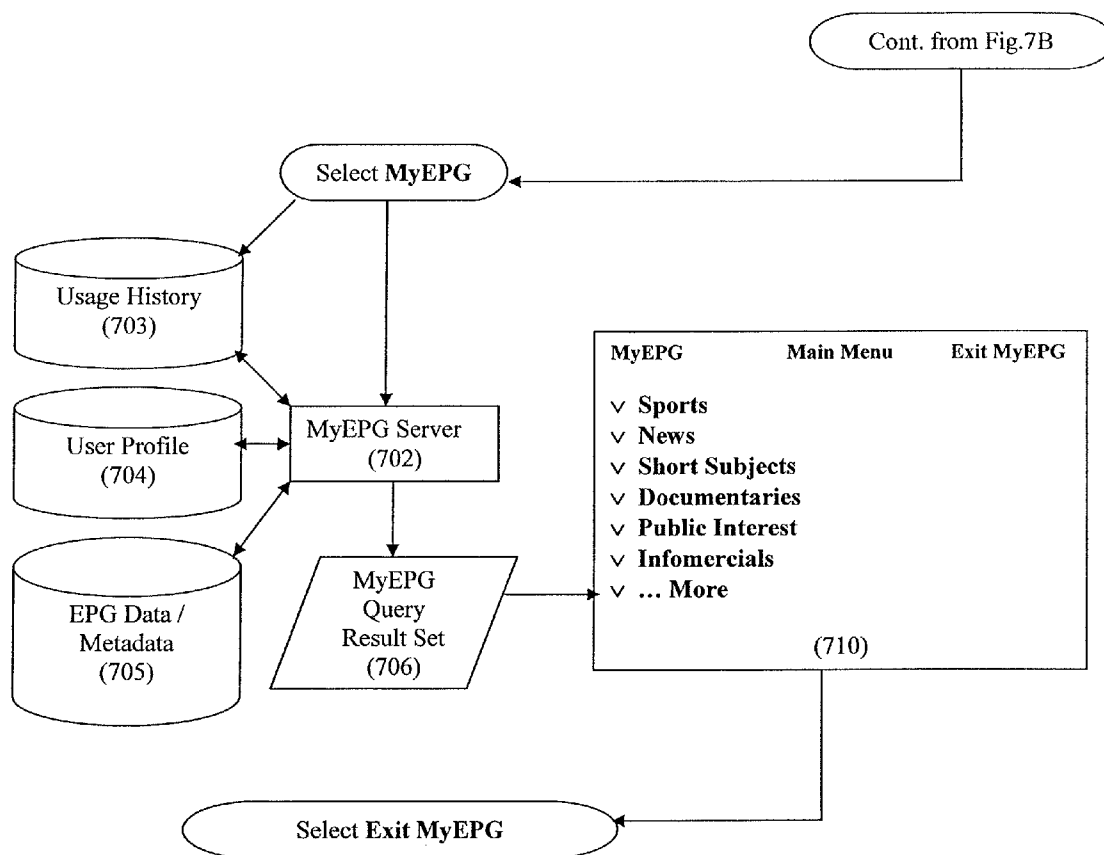 Cont. from Fig.7B
Select MyEPG
Usage History
(703)
User Profile
(704)
EPG Data /
Metadata
(705)
MyEPG Server
(702)
MyEPG
Query
Result Set
(706)
MyEPG Main Menu Exit MyEPG
v Sports
v News
v Short Subjects
v Documentaries
v Public Interest
v Infomercials
v ... More
(710)
Select Exit MyEPG